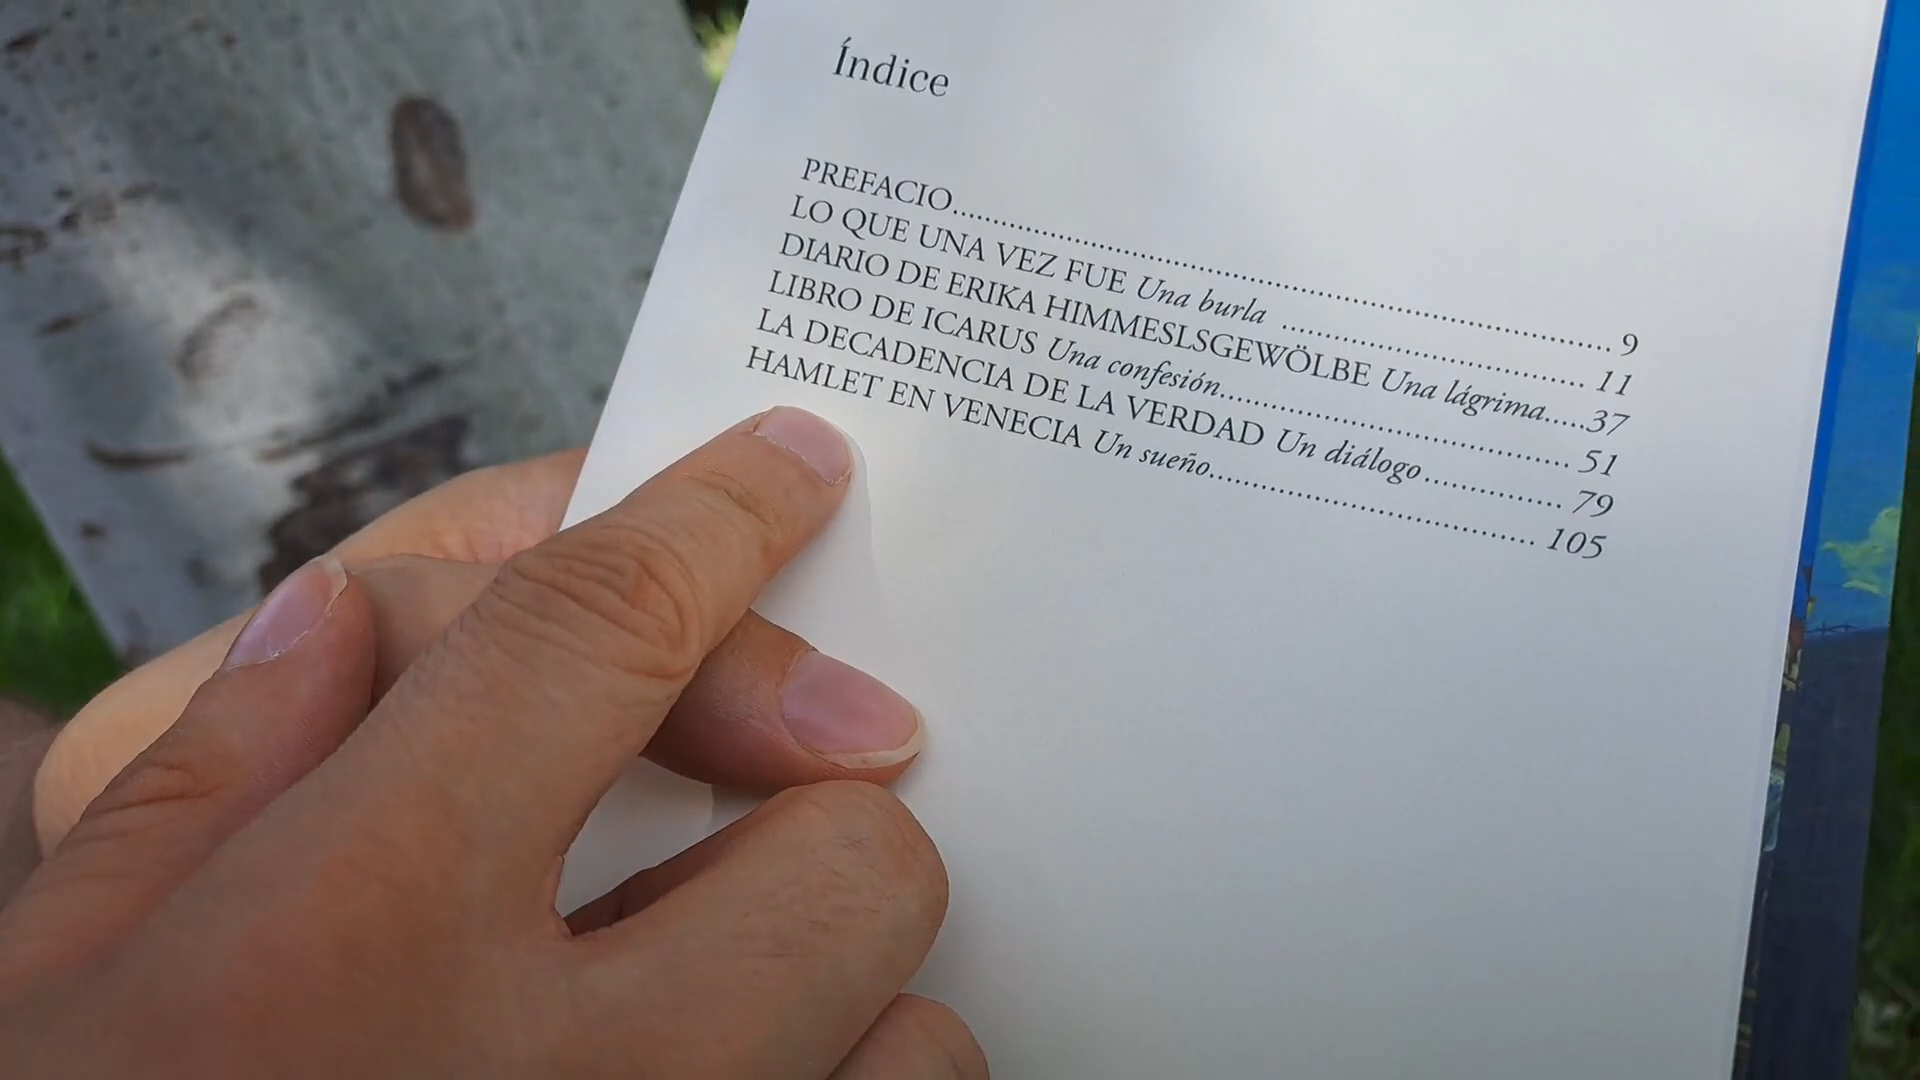 Índice
PREFACIO........................................................................ 9
LO QUE UNA VEZ FUE Una burla ................................ 11
DIARIO DE ERIKA HIMMESLSGEWÖLBE Una lágrima.....37
LIBRO DE ICARUS Una confesión..................................... 51
LA DECADENCIA DE LA VERDAD Un diálogo............... 79
HAMLET EN VENECIA Un sueño................................... 105